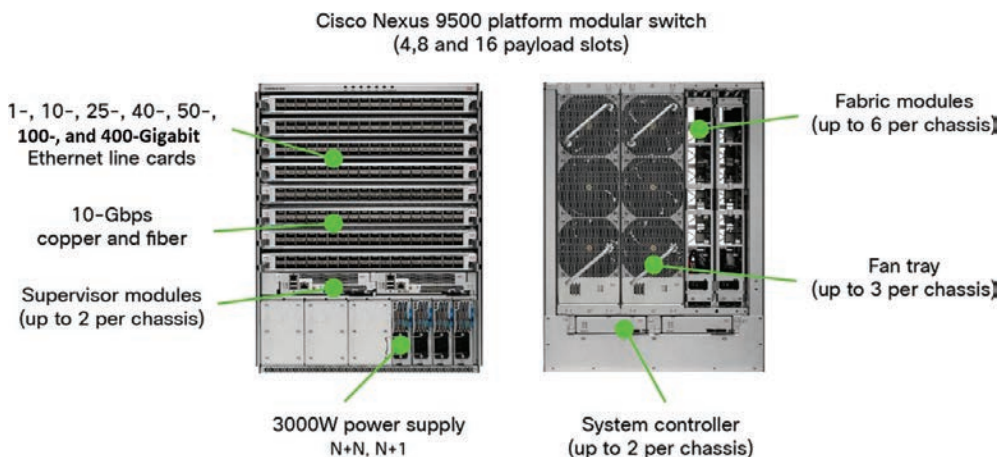 Cisco Nexus 9500 platform modular switch
(4,8 and 16 payload slots)
1-, 10-, 25-, 40-, 50-,
100-, and 400-Gigabit
Ethernet line cards
10-Gbps
copper and fiber
Supervisor modules
(up to 2 per chassis)
3000W power supply
N+N, N+1
Fabric modules
(up to 6 per chassis)
Fan tray
(up to 3 per chassis)
System controller
(up to 2 per chassis)